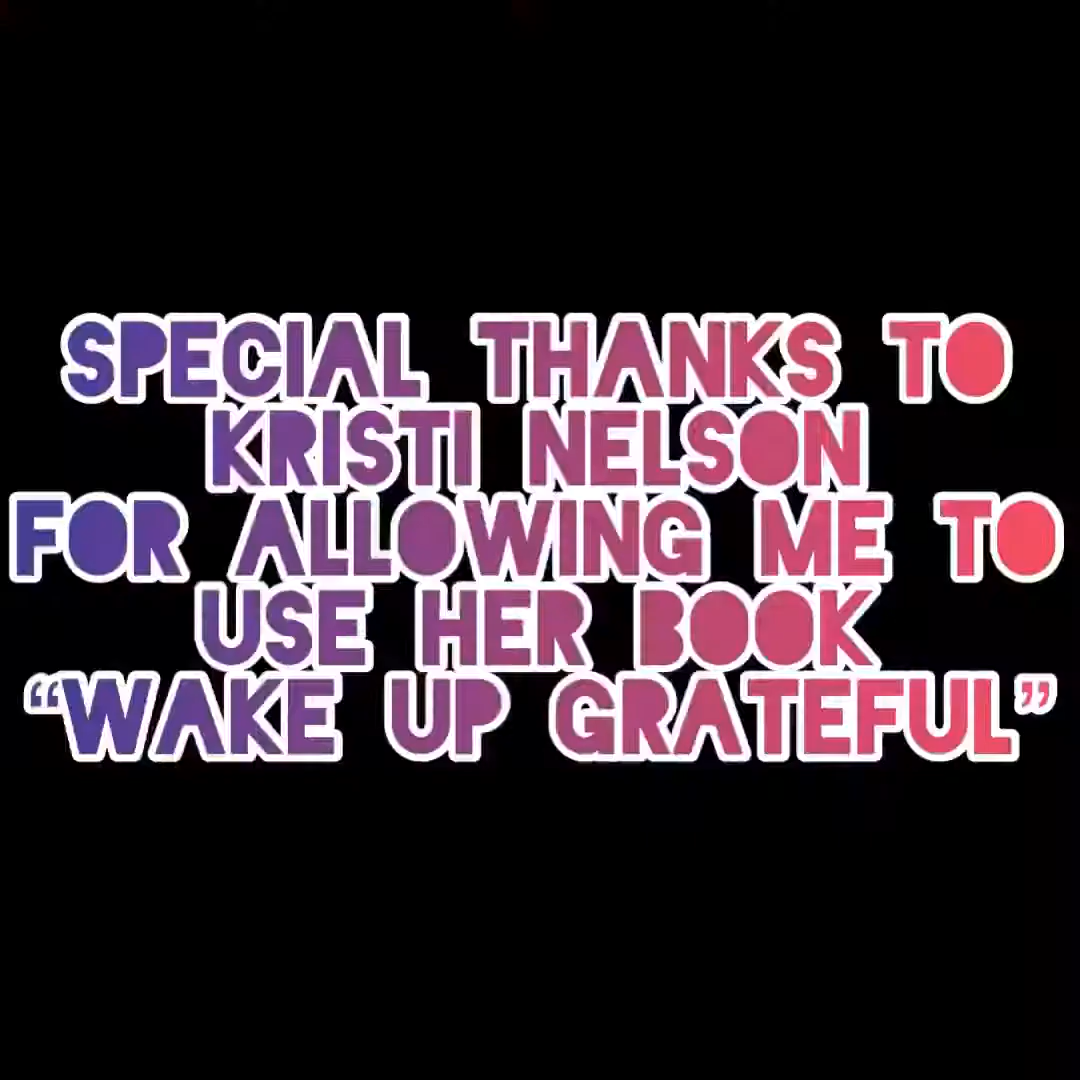 SPECIAL THANKS TO
KRISTI NELSON
FOR ALLOWING ME TO
USE HER BOOK
“WAKE UP GRATEFUL”